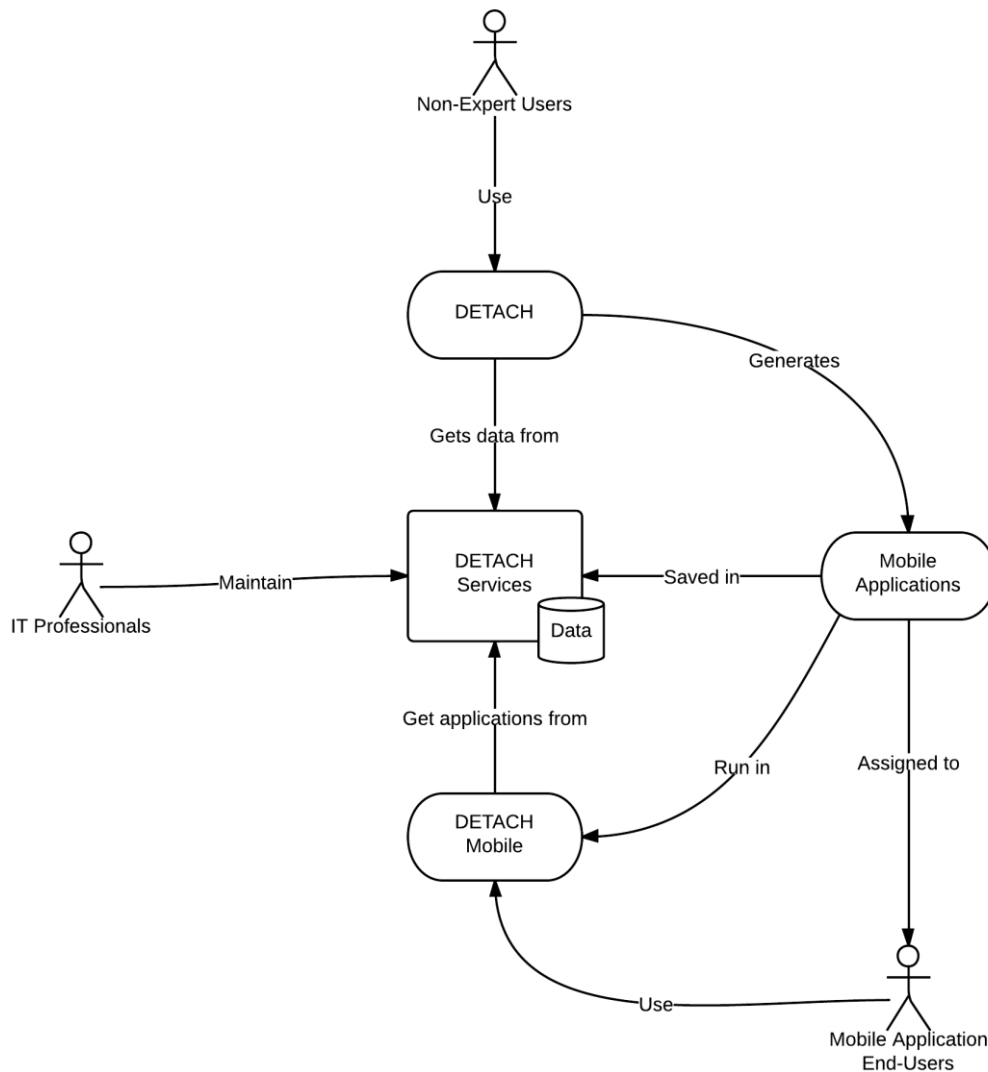 Non-Expert Users
Use
DETACH
Generates
Gets data from
DETACH
Services
Data
Mobile
Applications
Maintain
Saved in
IT Professionals
Get applications from
Run in
Assigned to
DETACH
Mobile
Use
Mobile Application
End-Users